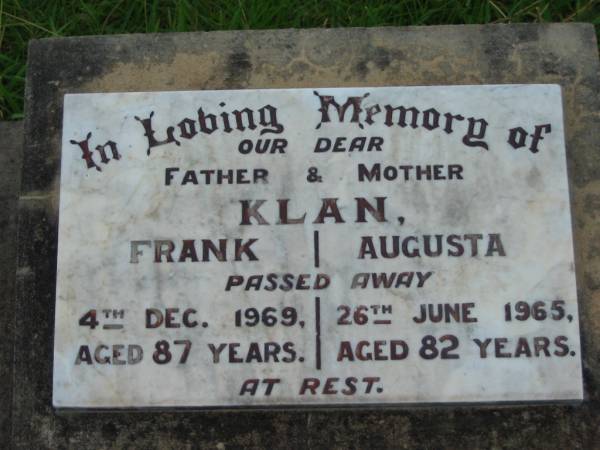 In Loving Memory of
OUR DEAR
FATHER & MOTHER
KLAN,
FRANK | AUGUSTA
PASSED AWAY
4TH DEC. 1969, | 26TH JUNE 1965,
AGED 87 YEARS. | AGED 82 YEARS.
AT REST.